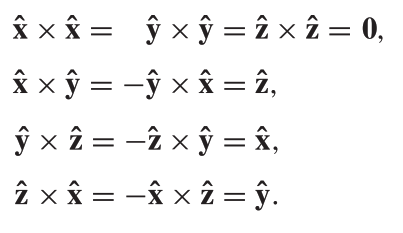 x̂ × x̂ = ŷ × ŷ = ẑ × ẑ = 0,
x̂ × ŷ = −ŷ × x̂ = ẑ,
ŷ × ẑ = −ẑ × ŷ = x̂,
ẑ × x̂ = −x̂ × ẑ = ŷ.